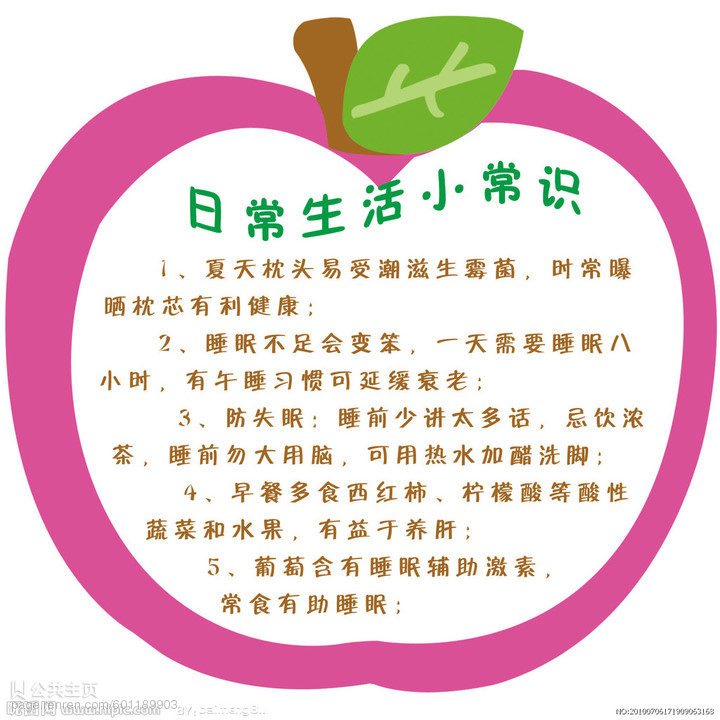 日常生活小常识
1、夏天枕头易受潮滋生霉菌，时常曝
晒枕芯有利健康；
2、睡眠不足会变笨，一天需要睡眠八
小时，有午睡习惯可延缓衰老；
3、防失眠：睡前少讲太多话，忌饮浓
茶，睡前勿大用脑，可用热水加醋洗脚；
4、早餐多食西红柿、柠檬酸等酸性
蔬菜和水果，有益于养肝；
5、葡萄含有睡眠辅助激素，
常食有助睡眠；
公共主页
page.renren.com/601189903
NO:20100706171909063168